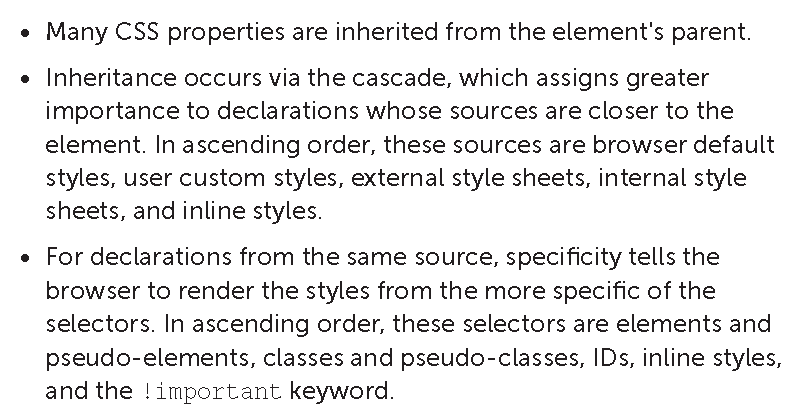 • Many CSS properties are inherited from the element's parent.
• Inheritance occurs via the cascade, which assigns greater
importance to declarations whose sources are closer to the
element. In ascending order, these sources are browser default
styles, user custom styles, external style sheets, internal style
sheets, and inline styles.
• For declarations from the same source, specificity tells the
browser to render the styles from the more specific of the
selectors. In ascending order, these selectors are elements and
pseudo-elements, classes and pseudo-classes, IDs, inline styles,
and the !important keyword.